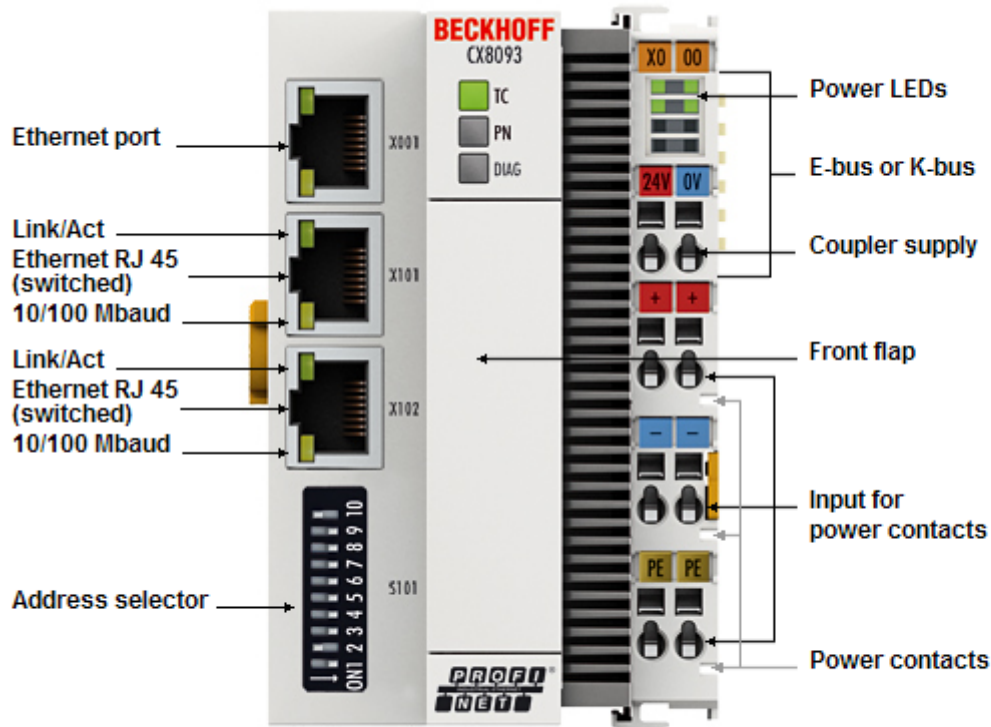 BECKHOFF
CX8093
TC
PN
DIAG
X001
X101
X102
S101
ON1 2 3 4 5 6 7 8 9 10
PROFI
INDUSTRIAL ETHERNET
NET
®
X0 00
24V 0V
+ +
– –
PE PE
Ethernet port
Link/Act
Ethernet RJ 45
(switched)
10/100 Mbaud
Link/Act
Ethernet RJ 45
(switched)
10/100 Mbaud
Address selector
Power LEDs
E-bus or K-bus
Coupler supply
Front flap
Input for
power contacts
Power contacts